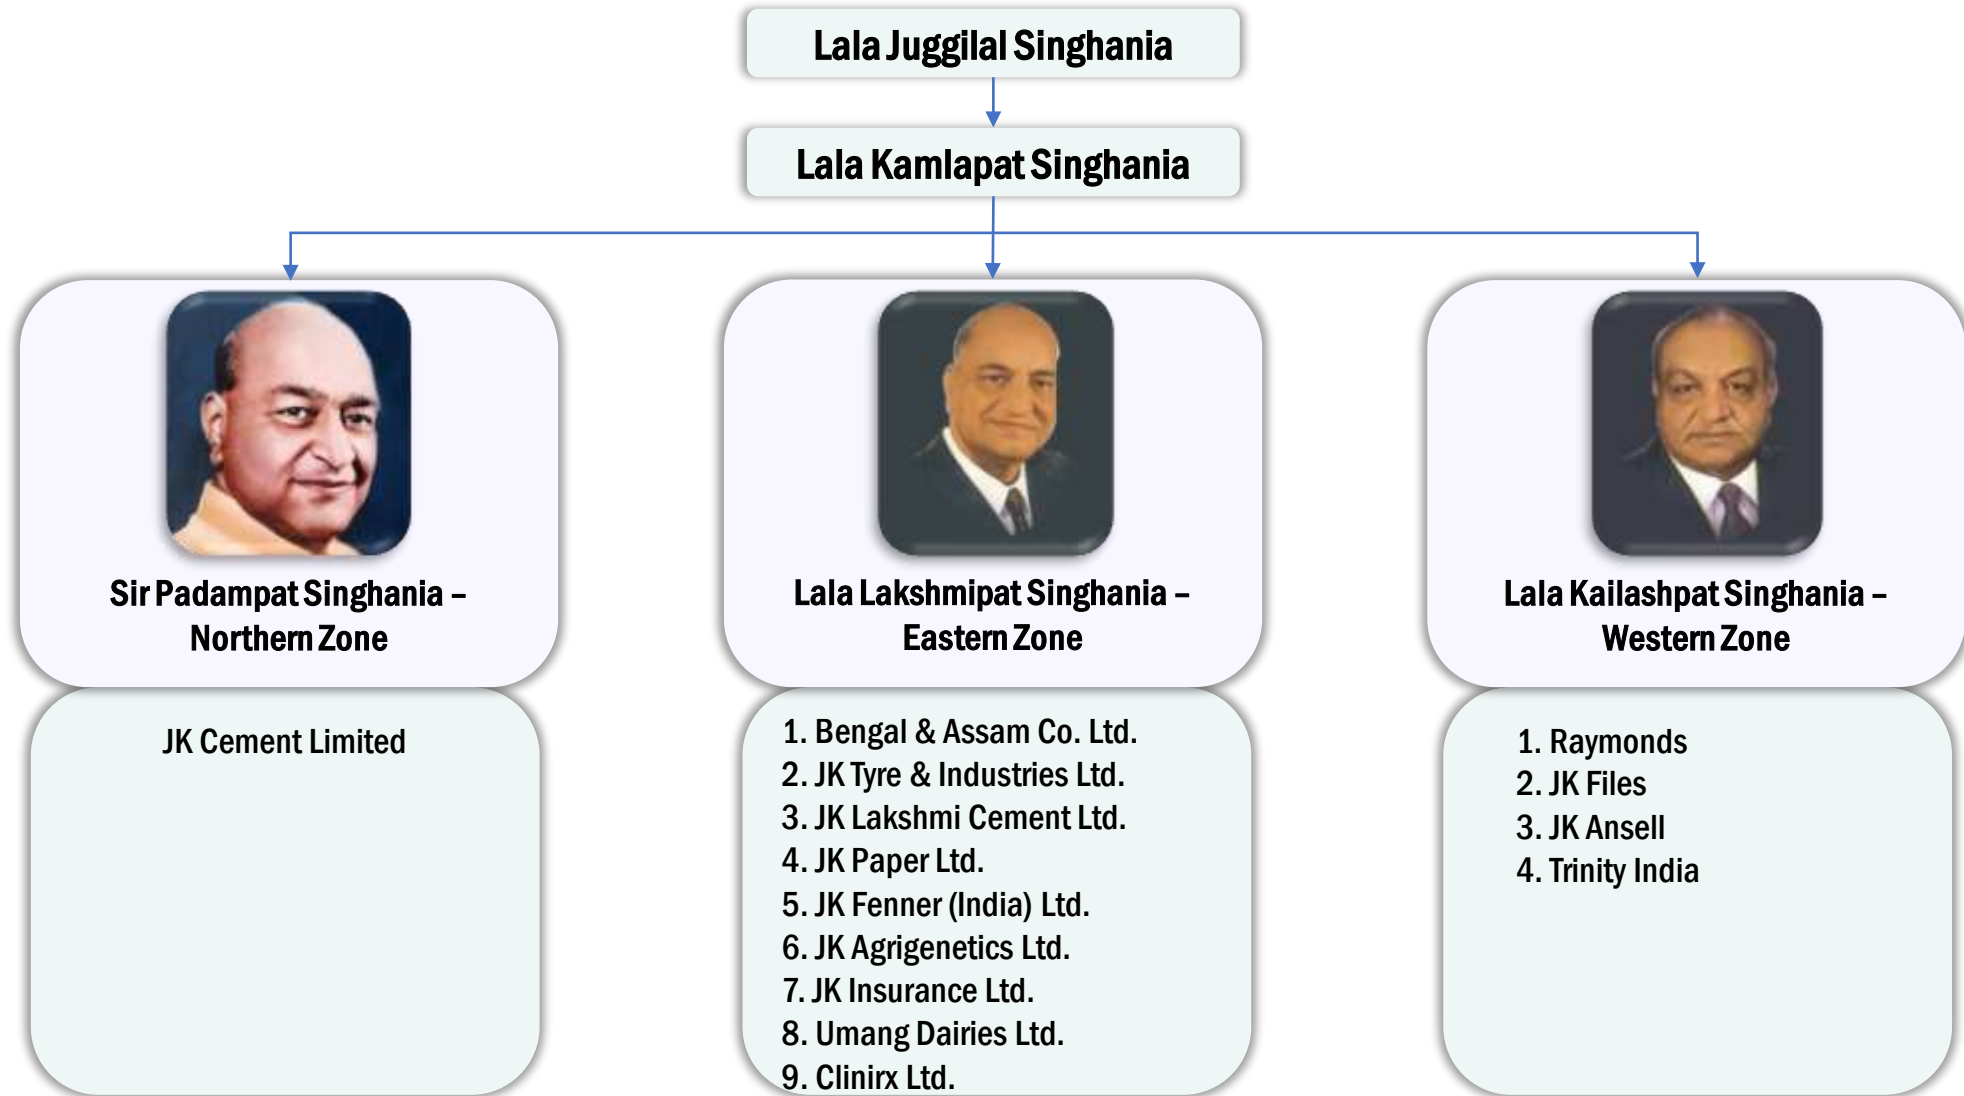 Lala Juggilal Singhania
Lala Kamlapat Singhania
Sir Padampat Singhania –
Northern Zone
JK Cement Limited
Lala Lakshmipat Singhania –
Eastern Zone
1. Bengal & Assam Co. Ltd.
2. JK Tyre & Industries Ltd.
3. JK Lakshmi Cement Ltd.
4. JK Paper Ltd.
5. JK Fenner (India) Ltd.
6. JK Agrigenetics Ltd.
7. JK Insurance Ltd.
8. Umang Dairies Ltd.
9. Clinirx Ltd.
Lala Kailashpat Singhania –
Western Zone
1. Raymonds
2. JK Files
3. JK Ansell
4. Trinity India